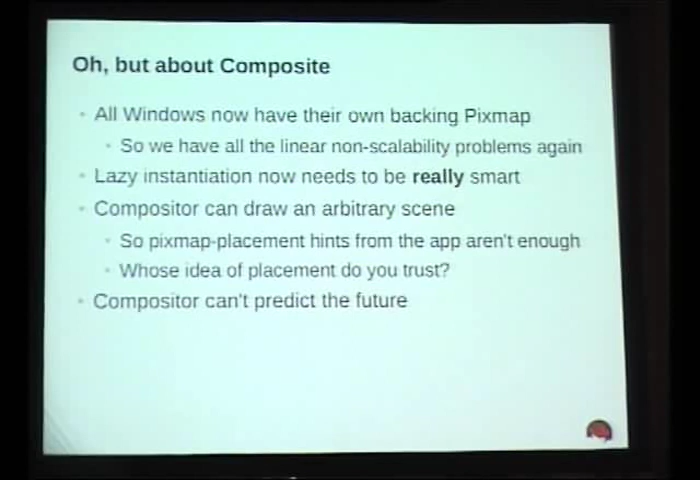 Oh, but about Composite
All Windows now have their own backing Pixmap
So we have all the linear non-scalability problems again
Lazy instantiation now needs to be really smart
Compositor can draw an arbitrary scene
So pixmap-placement hints from the app aren't enough
Whose idea of placement do you trust?
Compositor can't predict the future